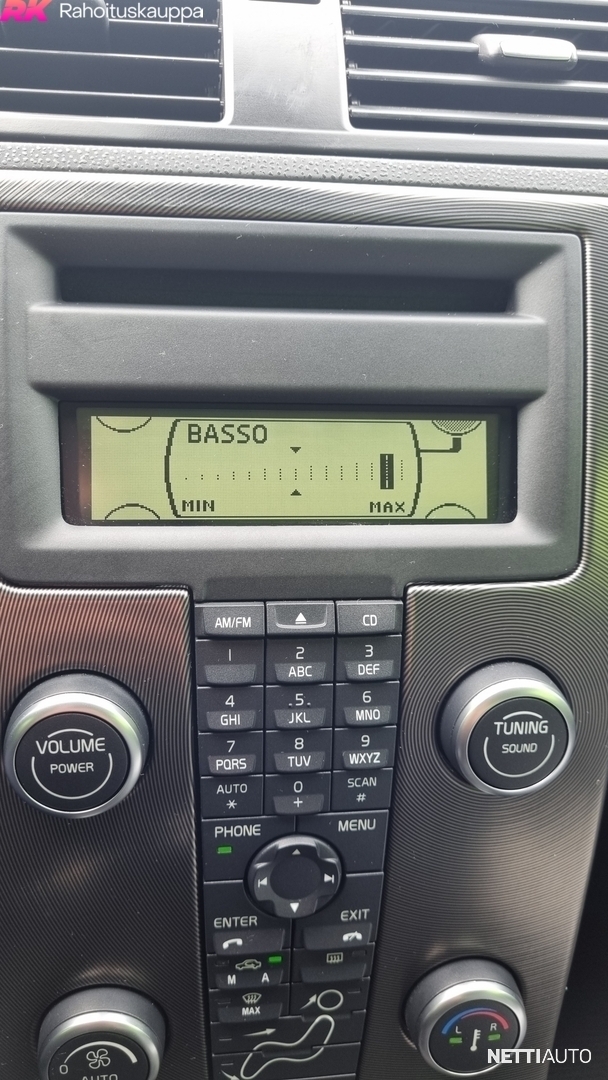 RK Rahoituskauppa
BASSO
MIN MAX
AM/FM CD
1 2 ABC 3 DEF
4 GHI 5 JKL 6 MNO
7 PQRS 8 TUV 9 WXYZ
AUTO * 0 + SCAN #
VOLUME
POWER
TUNING
SOUND
PHONE MENU
ENTER EXIT
M A
MAX
0 AUTO
L R
NETTIAUTO